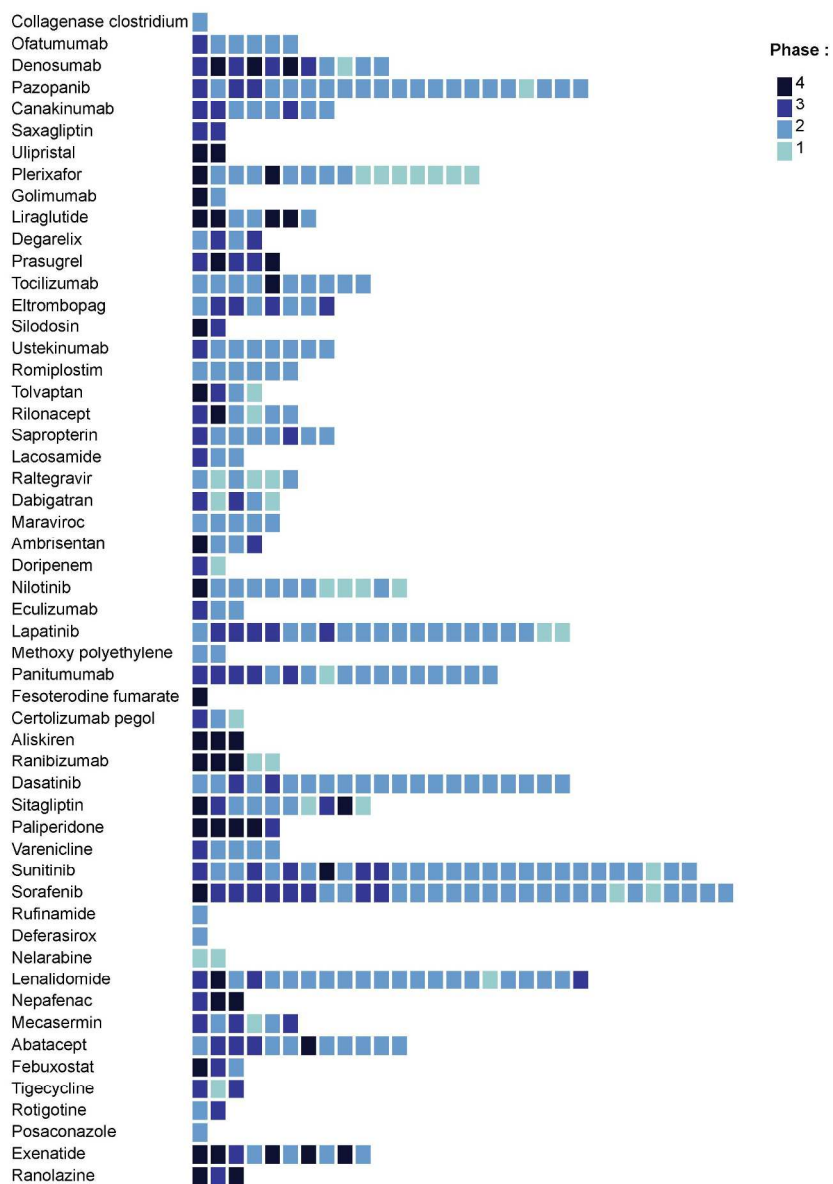 Collagenase clostridium
Ofatumumab
Denosumab
Pazopanib
Canakinumab
Saxagliptin
Ulipristal
Plerixafor
Golimumab
Liraglutide
Degarelix
Prasugrel
Tocilizumab
Eltrombopag
Silodosin
Ustekinumab
Romiplostim
Tolvaptan
Rilonacept
Sapropterin
Lacosamide
Raltegravir
Dabigatran
Maraviroc
Ambrisentan
Doripenem
Nilotinib
Eculizumab
Lapatinib
Methoxy polyethylene
Panitumumab
Fesoterodine fumarate
Certolizumab pegol
Aliskiren
Ranibizumab
Dasatinib
Sitagliptin
Paliperidone
Varenicline
Sunitinib
Sorafenib
Rufinamide
Deferasirox
Nelarabine
Lenalidomide
Nepafenac
Mecasermin
Abatacept
Febuxostat
Tigecycline
Rotigotine
Posaconazole
Exenatide
Ranolazine
Phase :
4
3
2
1